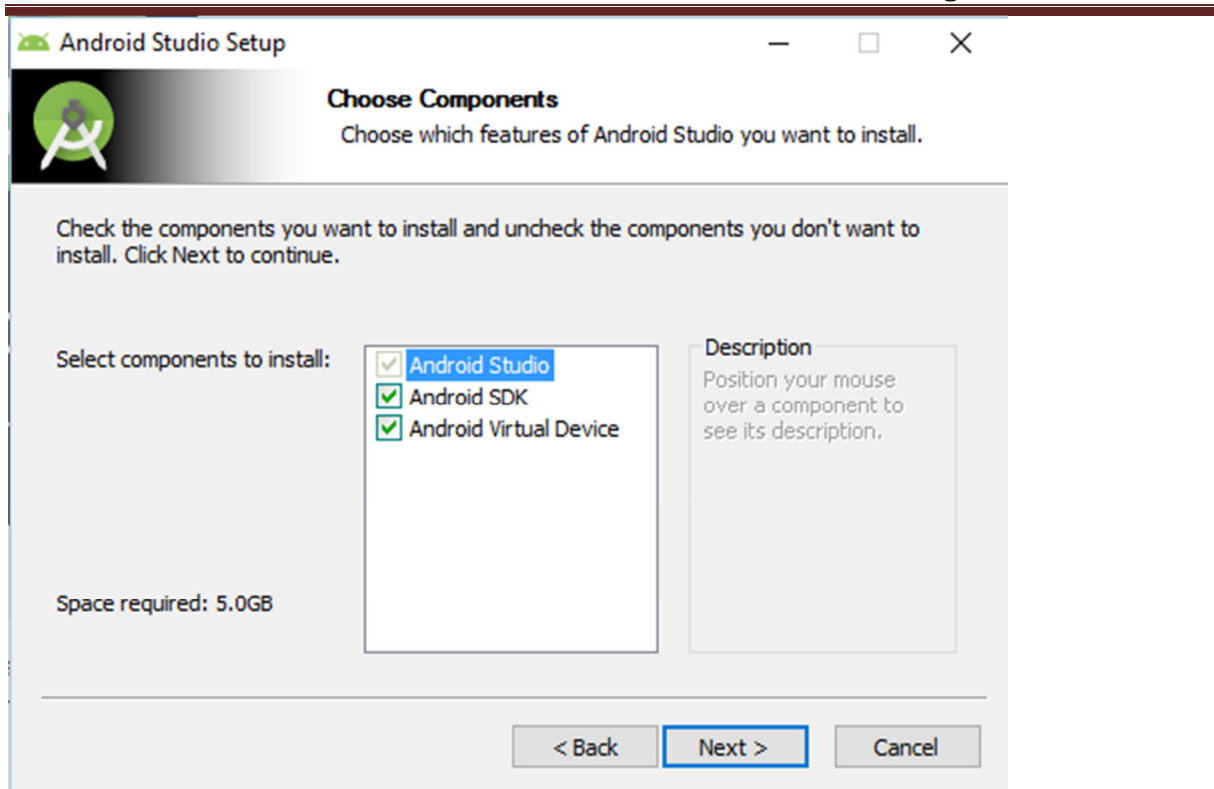 Android Studio Setup
Choose Components
Choose which features of Android Studio you want to install.
Check the components you want to install and uncheck the components you don't want to
install. Click Next to continue.
Select components to install:
Android Studio
Android SDK
Android Virtual Device
Description
Position your mouse
over a component to
see its description.
Space required: 5.0GB
< Back
Next >
Cancel